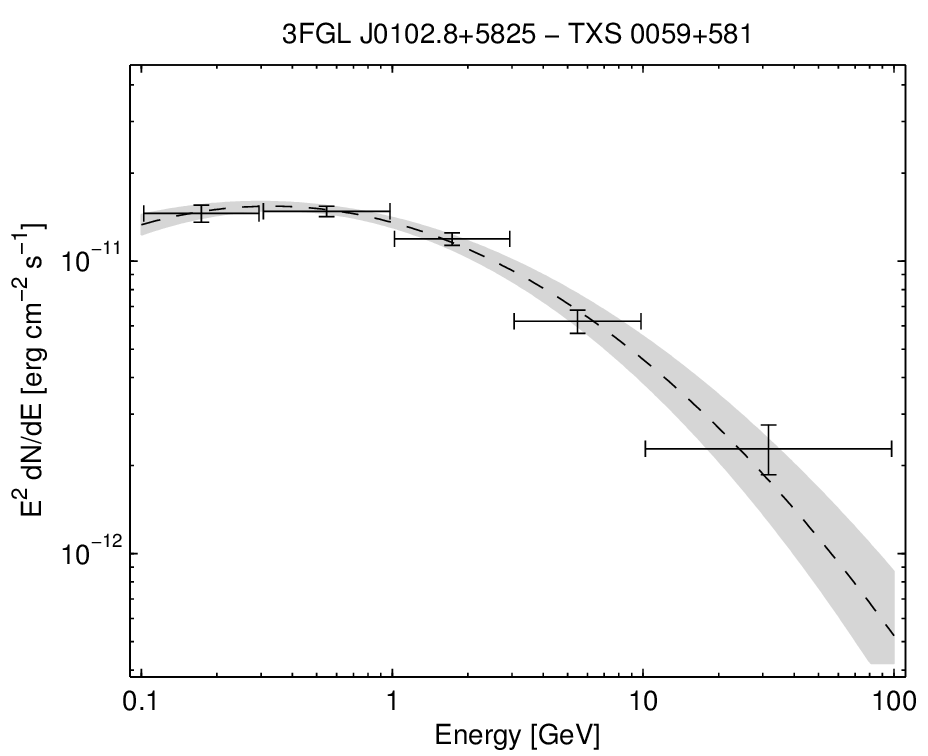 3FGL J0102.8+5825 − TXS 0059+581
E² dN/dE [erg cm⁻² s⁻¹]
10⁻¹¹
10⁻¹²
0.1 1 10 100
Energy [GeV]